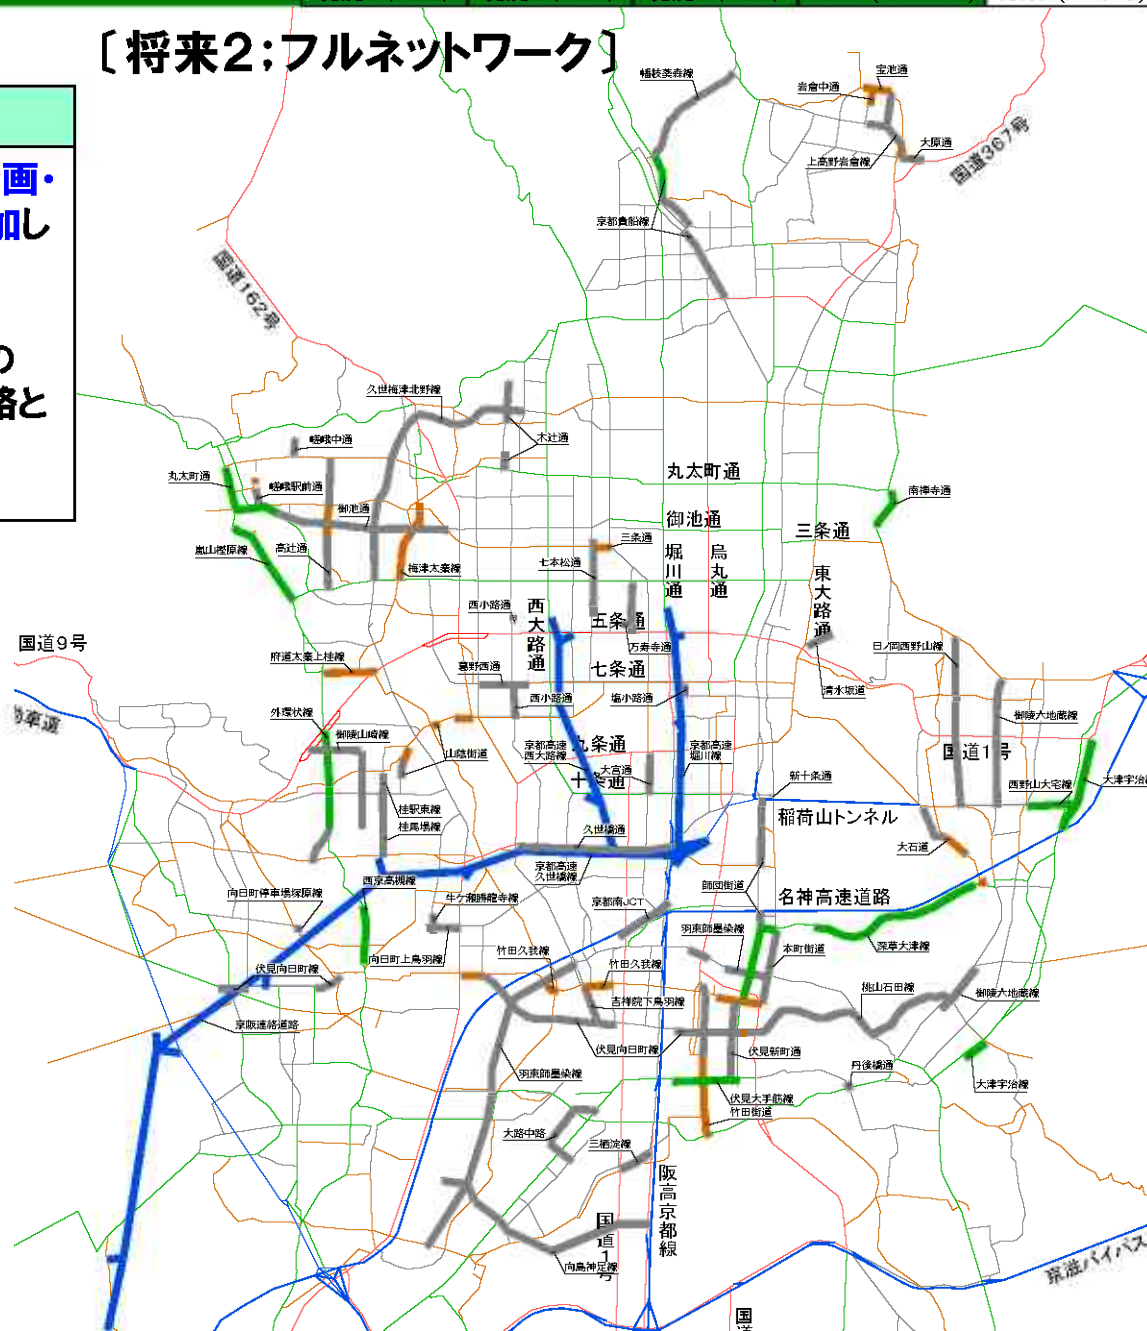 〔将来2；フルネットワーク〕
画・
加し
の
路と
幡枝薬森線
宝池通
岩倉中通
大原通
上高野岩倉線
国道367号
京都貴船線
国道162号
久世梅津北野線
木辻通
嵯峨中通
丸太町通
嵯峨駅前通
御池通
丸太町通
南禅寺通
御池通
三条通
嵐山樫原線
高辻通
梅津太秦線
三条通
七本松通
堀川通
烏丸通
東大路通
西小路通
西大路通
五条通
万寿寺通
国道9号
府道太秦上桂線
葛野西通
七条通
西小路通
塩小路通
清水坂道
日ノ岡西野山線
御陵六地蔵線
外環状線
御陵山崎線
山陰街道
京都高速
西大路線
九条通
京都高速
堀川線
国道1号
大宮通
十条通
新十条通
西野山大宅線
大津宇治線
桂駅東線
桂馬場線
稲荷山トンネル
久世橋通
大石道
京都高速
久世橋線
西京高槻線
師団街道
名神高速道路
向日町停車場塚原線
牛ケ瀬勝龍寺線
京都南JCT
羽束師墨染線
本町街道
深草大津線
向日町上鳥羽線
竹田久我線
竹田久我線
伏見向日町線
吉祥院下鳥羽線
桃山石田線
御陵六地蔵線
京阪連絡道路
伏見向日町線
伏見新町通
丹後橋通
羽束師墨染線
大津宇治線
伏見大手筋線
竹田街道
大路中路
三栖淀線
阪高京都線
国道1号
向島神足線
京滋バイパス
国道